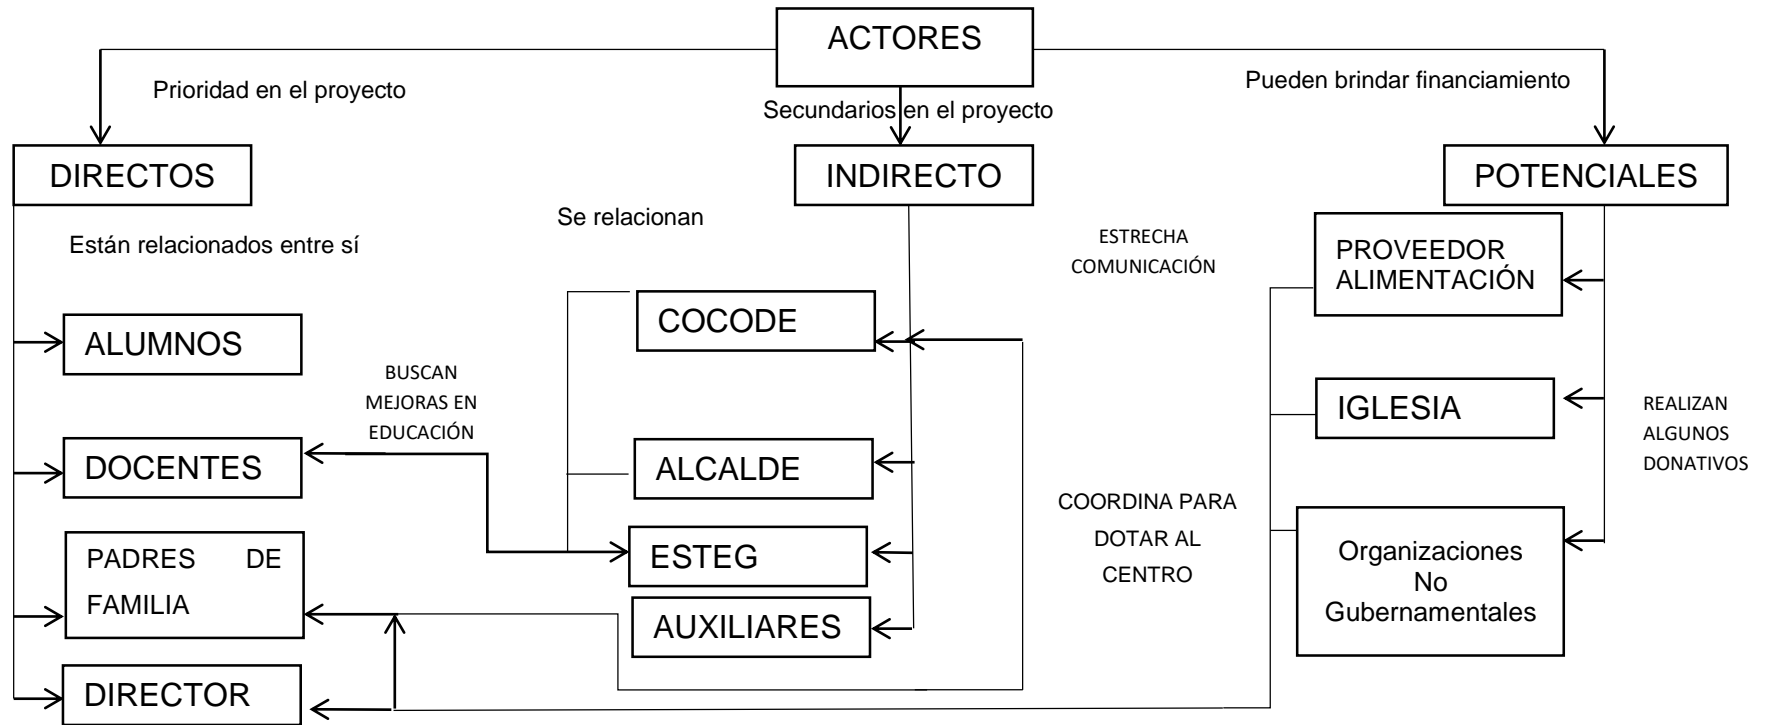 ACTORES
Prioridad en el proyecto
Secundarios en el proyecto
Pueden brindar financiamiento
DIRECTOS
INDIRECTO
POTENCIALES
Están relacionados entre sí
Se relacionan
ESTRECHA
COMUNICACIÓN
PROVEEDOR
ALIMENTACIÓN
ALUMNOS
COCODE
BUSCAN
MEJORAS EN
EDUCACIÓN
IGLESIA
REALIZAN
ALGUNOS
DONATIVOS
DOCENTES
ALCALDE
COORDINA PARA
DOTAR AL
CENTRO
PADRES DE
FAMILIA
ESTEG
Organizaciones
No
Gubernamentales
AUXILIARES
DIRECTOR